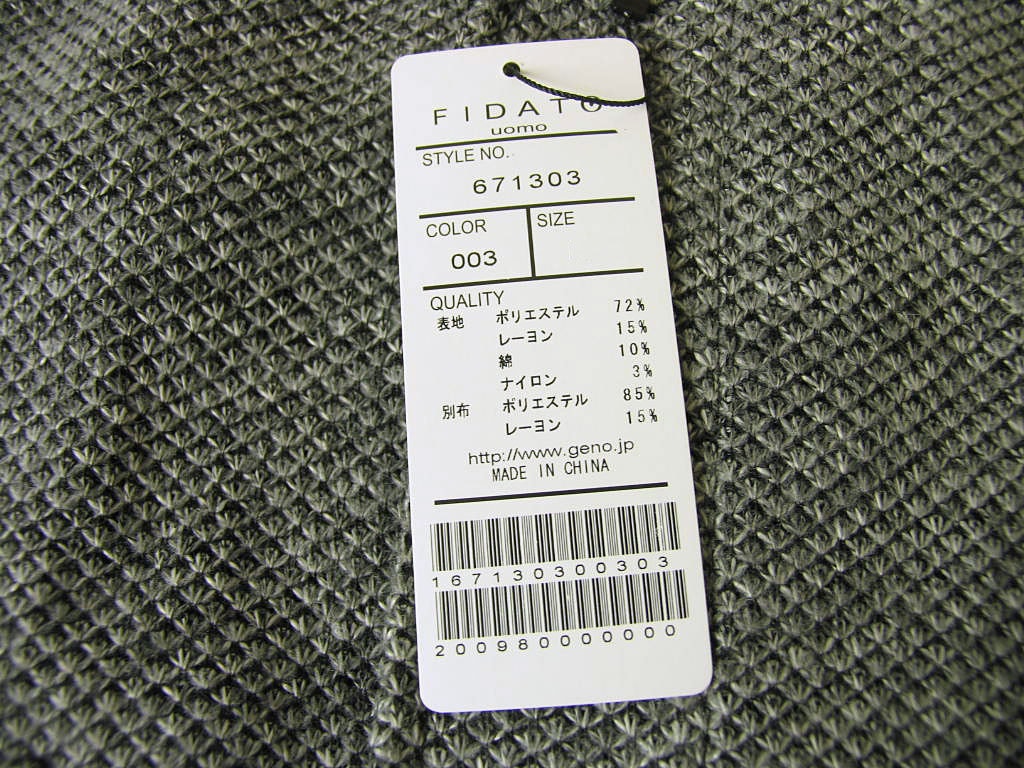 FIDATO
uomo
STYLE NO.
671303
COLOR SIZE
003
QUALITY
表地 ポリエステル 72%
レーヨン 15%
綿 10%
ナイロン 3%
別布 ポリエステル 85%
レーヨン 15%
http://www.geno.jp
MADE IN CHINA
167130300303
200980000000